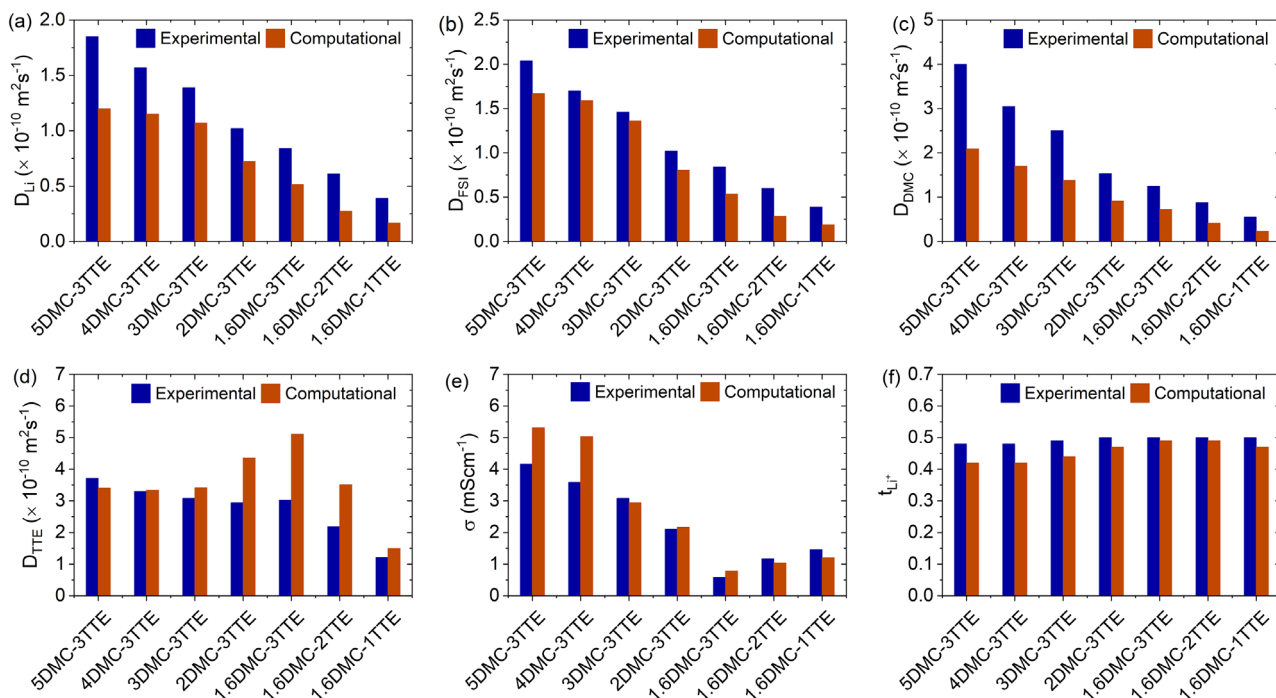 (a)
Experimental Computational
D_Li (× 10^-10 m^2s^-1)
2.0
1.5
1.0
0.5
0.0
5DMC-3TTE
4DMC-3TTE
3DMC-3TTE
2DMC-3TTE
1.6DMC-3TTE
1.6DMC-2TTE
1.6DMC-1TTE
(b)
Experimental Computational
D_FSI (× 10^-10 m^2s^-1)
2.5
2.0
1.5
1.0
0.5
0.0
5DMC-3TTE
4DMC-3TTE
3DMC-3TTE
2DMC-3TTE
1.6DMC-3TTE
1.6DMC-2TTE
1.6DMC-1TTE
(c)
Experimental Computational
D_DMC (× 10^-10 m^2s^-1)
5
4
3
2
1
0
5DMC-3TTE
4DMC-3TTE
3DMC-3TTE
2DMC-3TTE
1.6DMC-3TTE
1.6DMC-2TTE
1.6DMC-1TTE
(d)
Experimental Computational
D_TTE (× 10^-10 m^2s^-1)
7
6
5
4
3
2
1
0
5DMC-3TTE
4DMC-3TTE
3DMC-3TTE
2DMC-3TTE
1.6DMC-3TTE
1.6DMC-2TTE
1.6DMC-1TTE
(e)
Experimental Computational
σ (mScm^-1)
7
6
5
4
3
2
1
0
5DMC-3TTE
4DMC-3TTE
3DMC-3TTE
2DMC-3TTE
1.6DMC-3TTE
1.6DMC-2TTE
1.6DMC-1TTE
(f)
Experimental Computational
t_Li^+
0.7
0.6
0.5
0.4
0.3
0.2
0.1
0.0
5DMC-3TTE
4DMC-3TTE
3DMC-3TTE
2DMC-3TTE
1.6DMC-3TTE
1.6DMC-2TTE
1.6DMC-1TTE